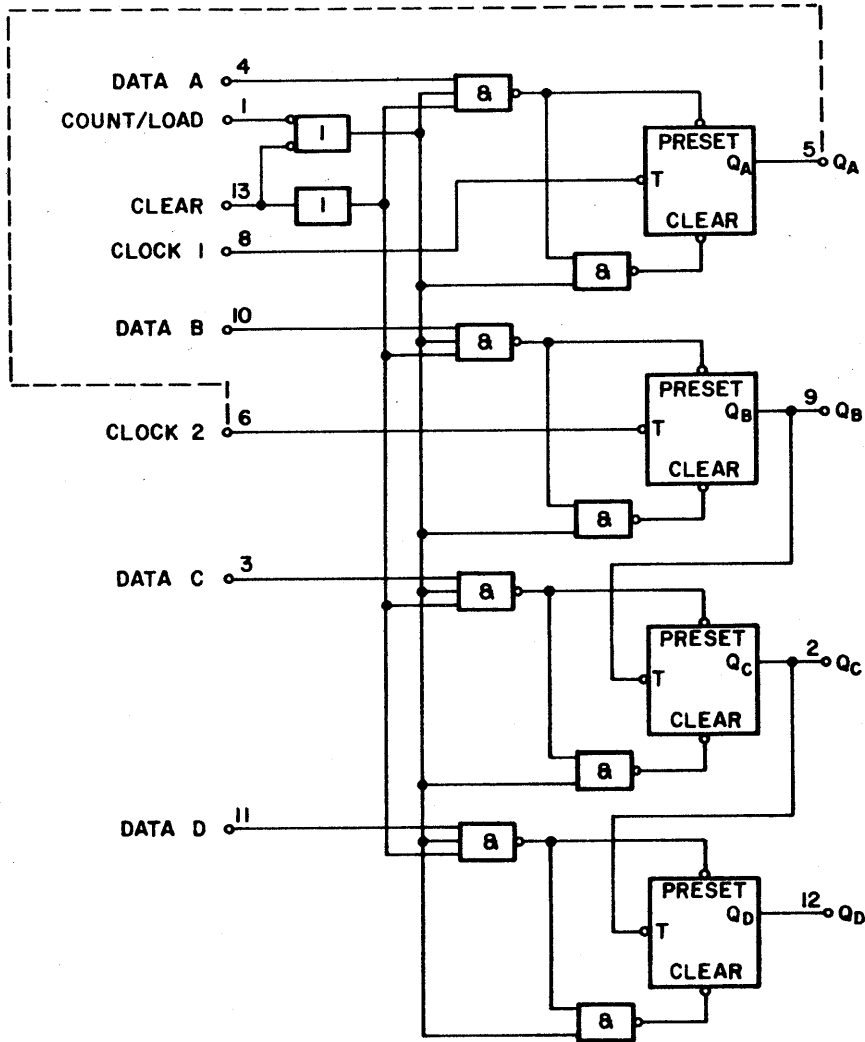 4
DATA A
&
1
COUNT/LOAD
1
PRESET
5
QA
QA
T
13
CLEAR
1
CLEAR
8
CLOCK 1
&
10
DATA B
&
PRESET
9
QB
QB
6
CLOCK 2
T
CLEAR
&
3
DATA C
&
PRESET
2
QC
QC
T
CLEAR
&
11
DATA D
&
PRESET
12
QD
QD
T
CLEAR
&